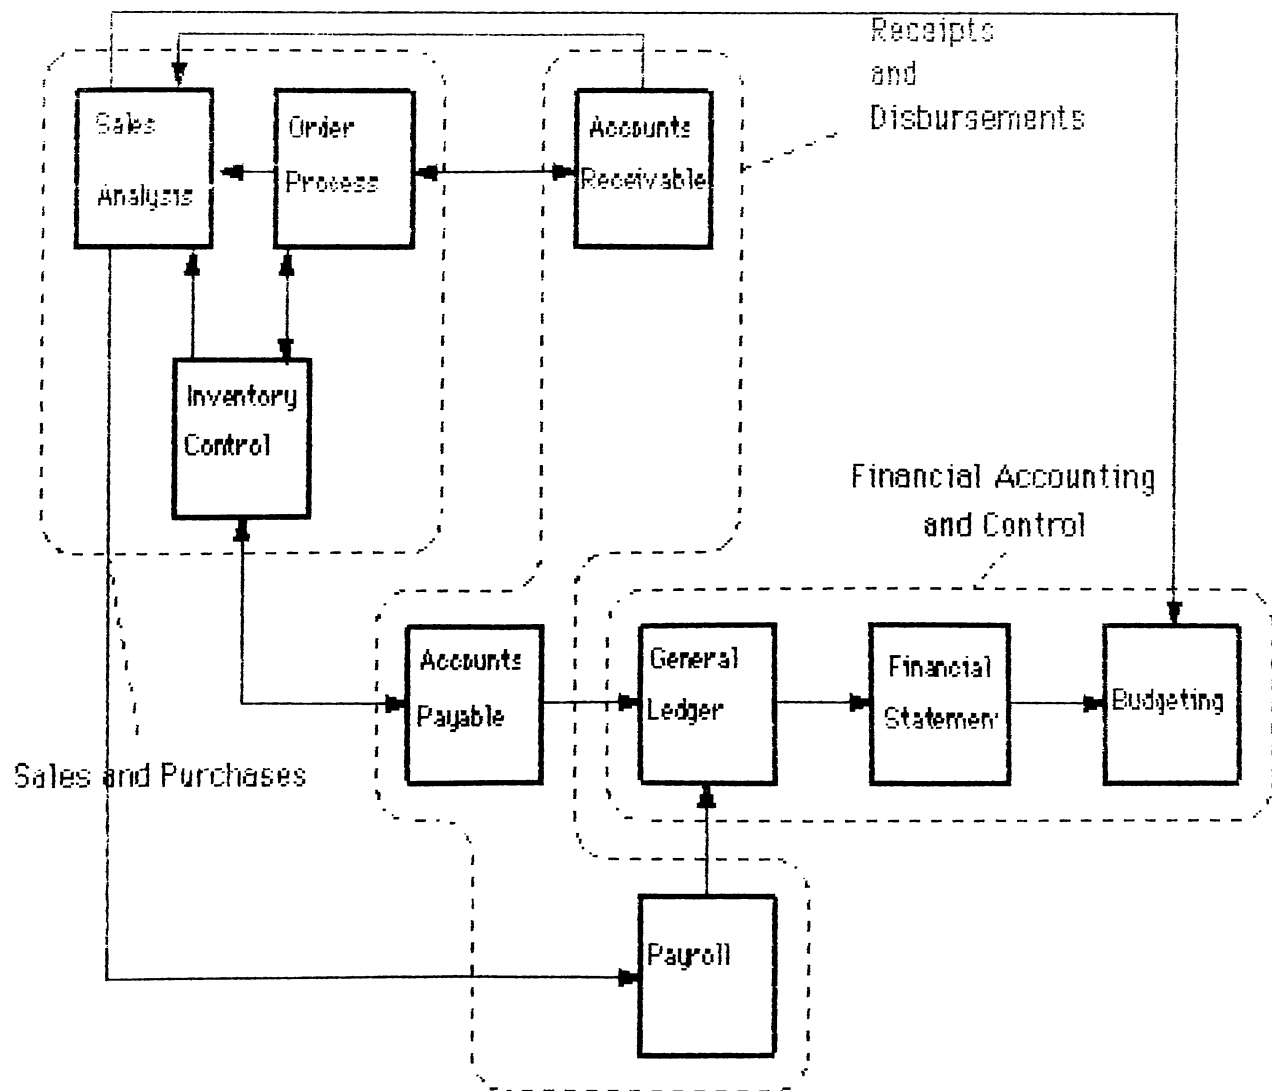 Receipts
and
Disbursements
Sales
Analysis
Order
Process
Accounts
Receivable
Inventory
Control
Financial Accounting
and Control
Accounts
Payable
General
Ledger
Financial
Statement
Budgeting
Sales and Purchases
Payroll